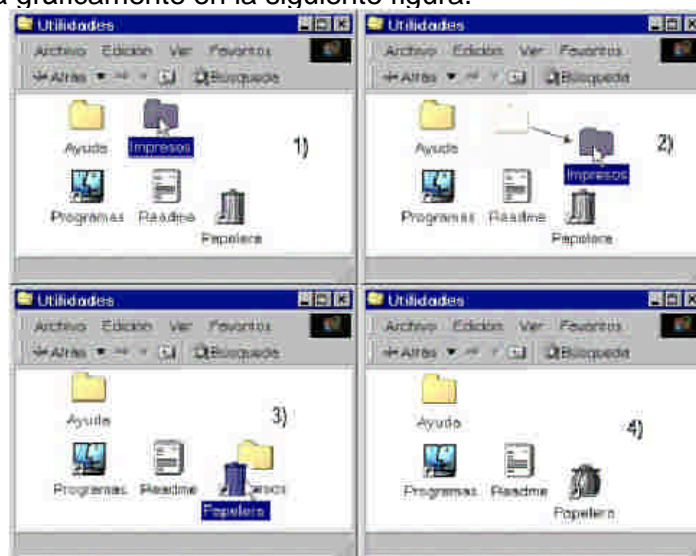 a gráficamente en la siguiente figura.
Utilidades
Archivo Edición Ver Favoritos
Atrás Búsqueda
Ayuda Impresos
1)
Programas Readme
Papelera
Utilidades
Archivo Edición Ver Favoritos
Atrás Búsqueda
Ayuda
2)
Impresos
Programas Readme
Papelera
Utilidades
Archivo Edición Ver Favoritos
Atrás Búsqueda
Ayuda
3)
Programas Readme esos
Papelera
Utilidades
Archivo Edición Ver Favoritos
Atrás Búsqueda
Ayuda
4)
Programas Readme
Papelera